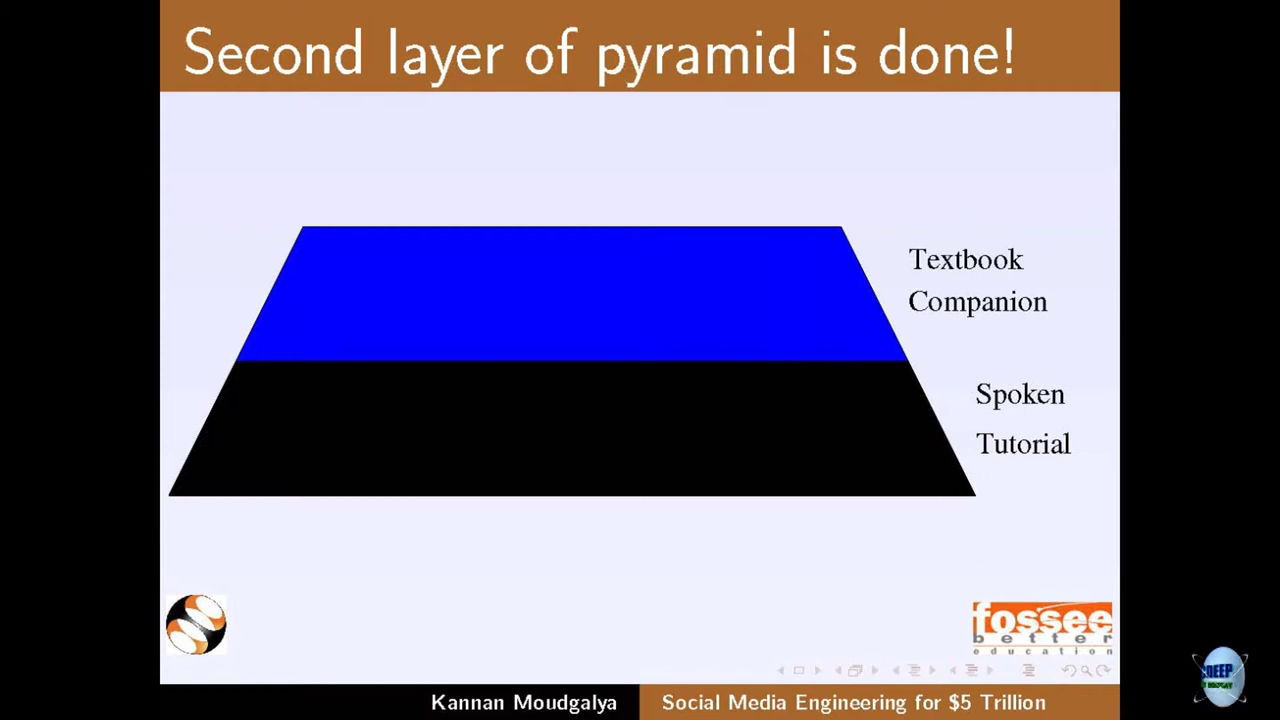 Second layer of pyramid is done!
Textbook
Companion
Spoken
Tutorial
fossee
better
education
Kannan Moudgalya
Social Media Engineering for $5 Trillion